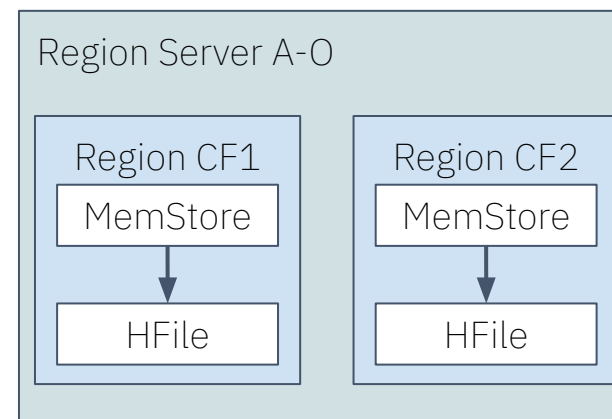 Region Server A-O
Region CF1
MemStore
HFile
Region CF2
MemStore
HFile